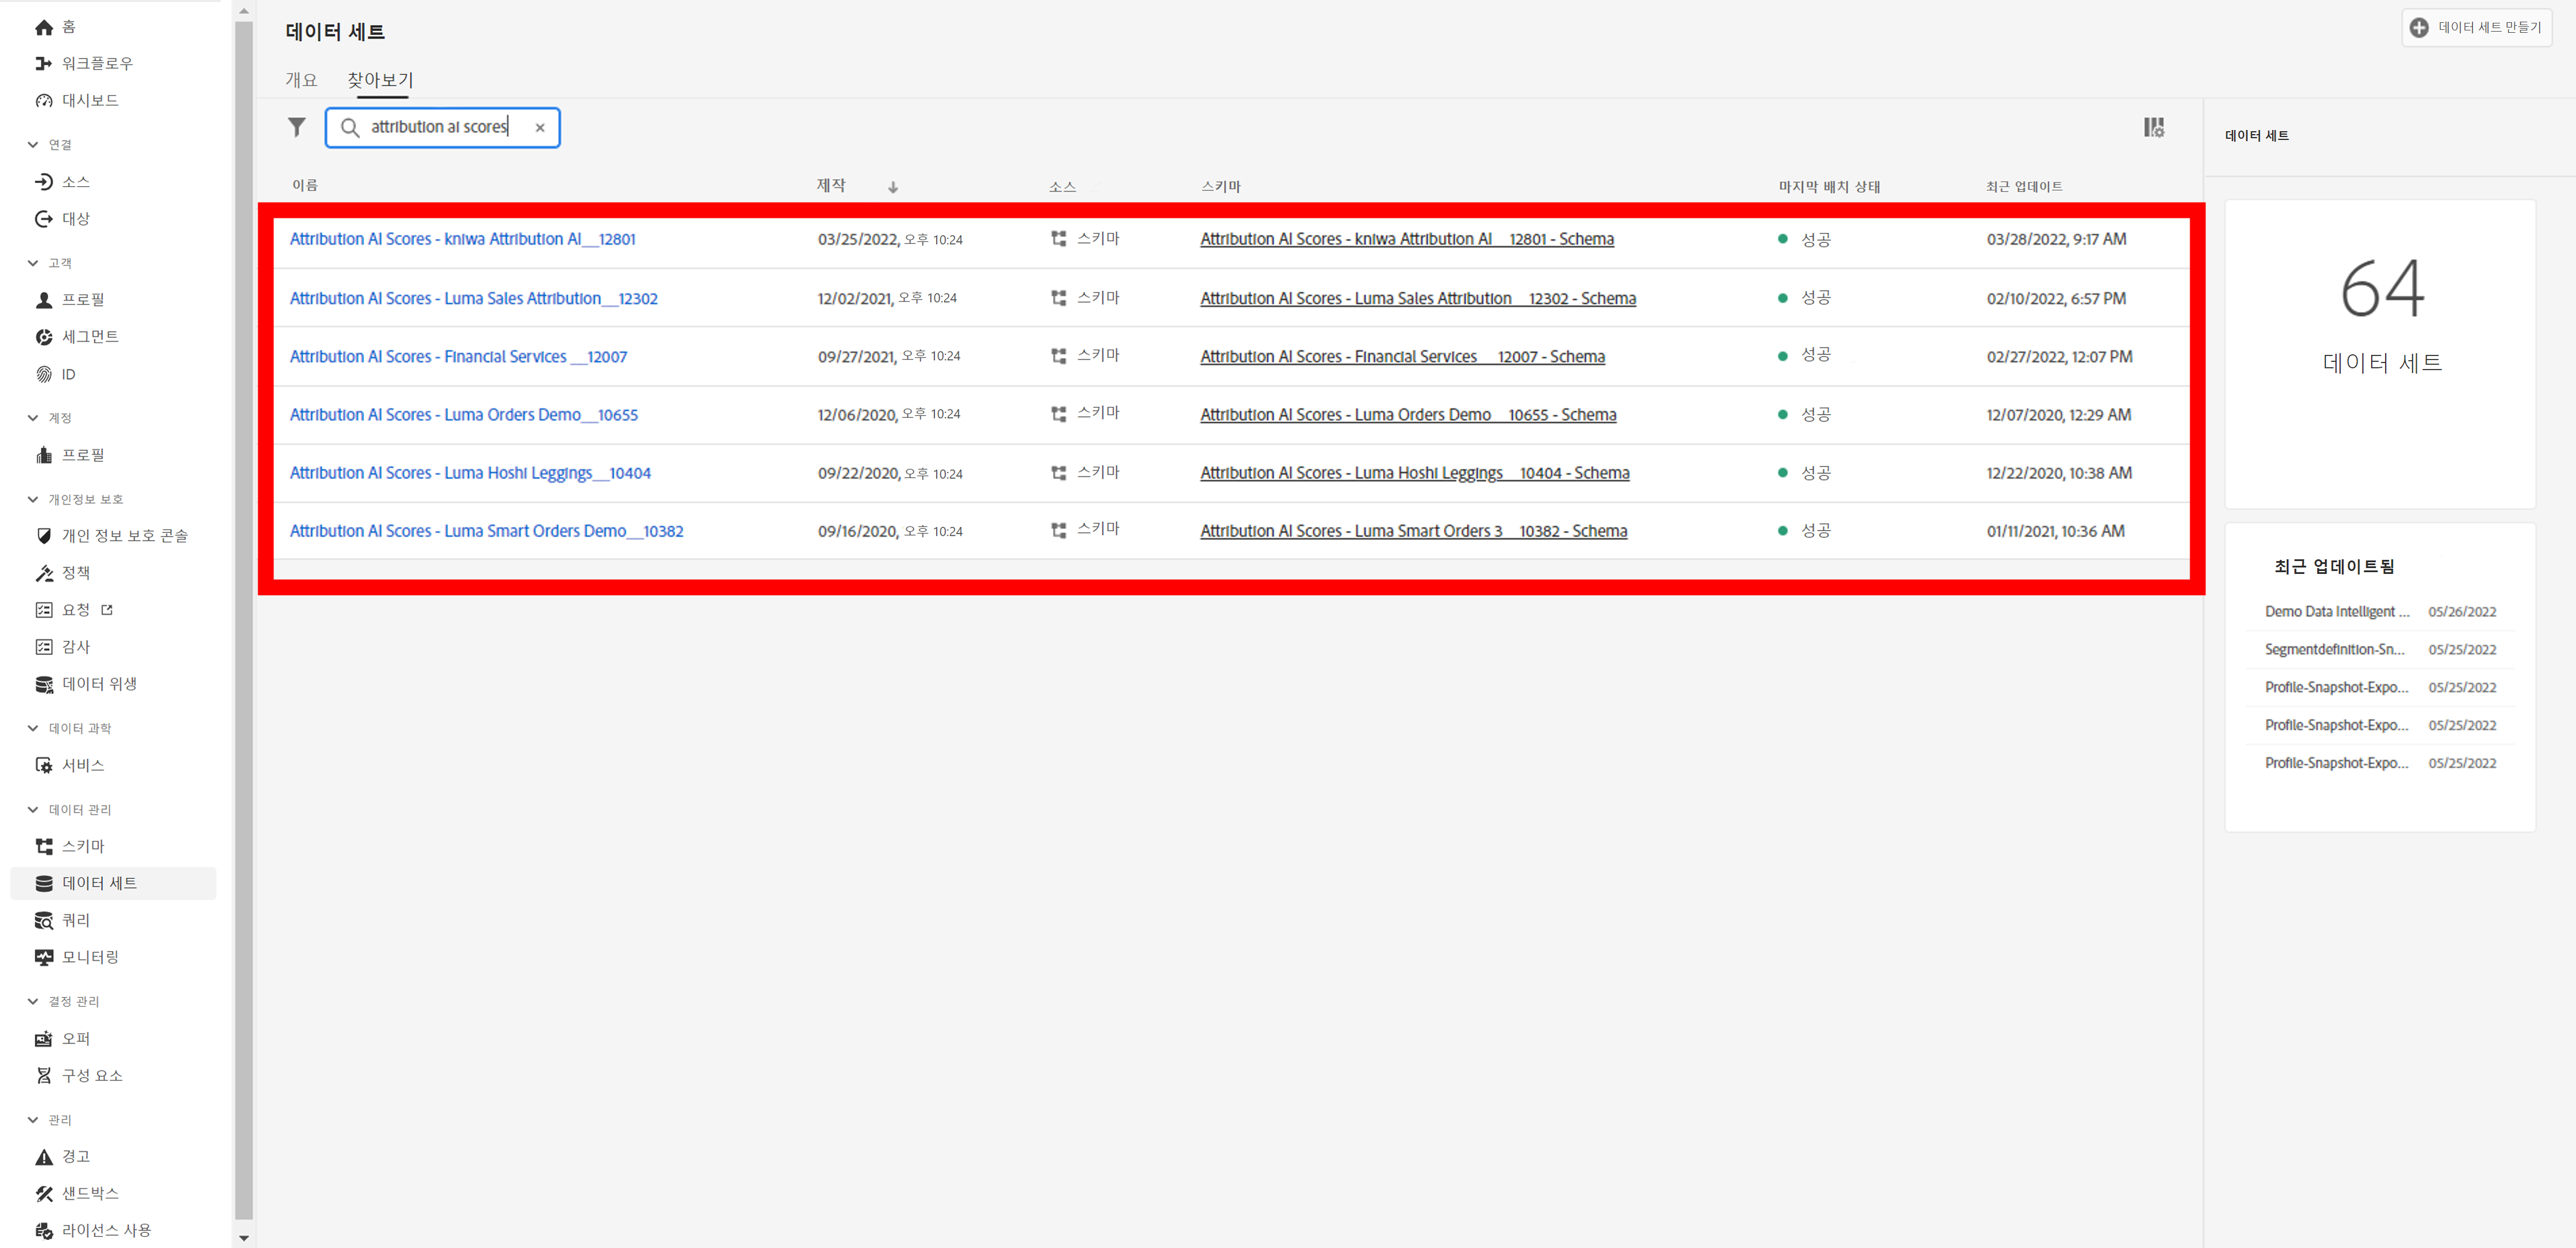 홈
워크플로우
대시보드
연결
소스
대상
고객
프로필
세그먼트
ID
계정
프로필
개인정보 보호
개인 정보 보호 콘솔
정책
요청
감사
데이터 위생
데이터 과학
서비스
데이터 관리
스키마
데이터 세트
쿼리
모니터링
결정 관리
오퍼
구성 요소
관리
경고
샌드박스
라이선스 사용
데이터 세트
데이터 세트 만들기
개요 찾아보기
attribution ai scores
이름 제작 소스 스키마 마지막 배치 상태 최근 업데이트
Attribution AI Scores - kniwa Attribution AI__12801 03/25/2022, 오후 10:24 스키마 Attribution AI Scores - kniwa Attribution AI__12801 - Schema 성공 03/28/2022, 9:17 AM
Attribution AI Scores - Luma Sales Attribution__12302 12/02/2021, 오후 10:24 스키마 Attribution AI Scores - Luma Sales Attribution__12302 - Schema 성공 02/10/2022, 6:57 PM
Attribution AI Scores - Financial Services __12007 09/27/2021, 오후 10:24 스키마 Attribution AI Scores - Financial Services __12007 - Schema 성공 02/27/2022, 12:07 PM
Attribution AI Scores - Luma Orders Demo__10655 12/06/2020, 오후 10:24 스키마 Attribution AI Scores - Luma Orders Demo__10655 - Schema 성공 12/07/2020, 12:29 AM
Attribution AI Scores - Luma Hoshi Leggings__10404 09/22/2020, 오후 10:24 스키마 Attribution AI Scores - Luma Hoshi Leggings__10404 - Schema 성공 12/22/2020, 10:38 AM
Attribution AI Scores - Luma Smart Orders Demo__10382 09/16/2020, 오후 10:24 스키마 Attribution AI Scores - Luma Smart Orders 3__10382 - Schema 성공 01/11/2021, 10:36 AM
데이터 세트
64
데이터 세트
최근 업데이트됨
Demo Data Intelligent ... 05/26/2022
Segmentdefinition-Sn... 05/25/2022
Profile-Snapshot-Expo... 05/25/2022
Profile-Snapshot-Expo... 05/25/2022
Profile-Snapshot-Expo... 05/25/2022